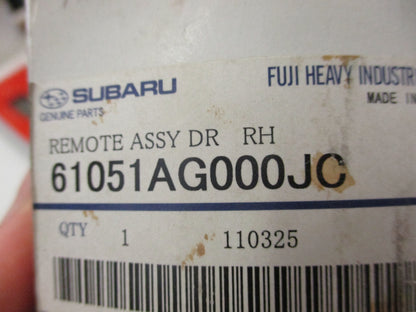 SUBARU
GENUINE PARTS
FUJI HEAVY INDUSTR
MADE IN
REMOTE ASSY DR RH
61051AG000JC
QTY 1 110325